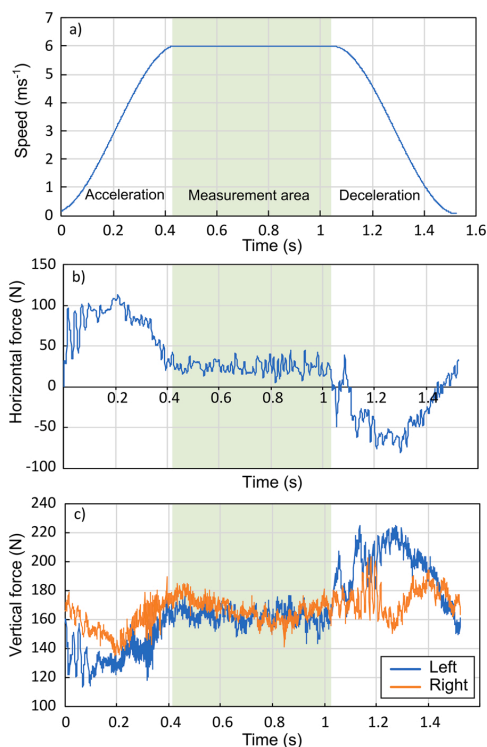 a)
Speed (ms-1)
7
6
5
4
3
2
1
0
Acceleration Measurement area Deceleration
0 0.2 0.4 0.6 0.8 1 1.2 1.4 1.6
Time (s)
b)
Horizontal force (N)
150
100
50
0
-50
-100
0.2 0.4 0.6 0.8 1 1.2 1.4
Time (s)
c)
Vertical force (N)
240
220
200
180
160
140
120
100
Left
Right
0 0.2 0.4 0.6 0.8 1 1.2 1.4
Time (s)